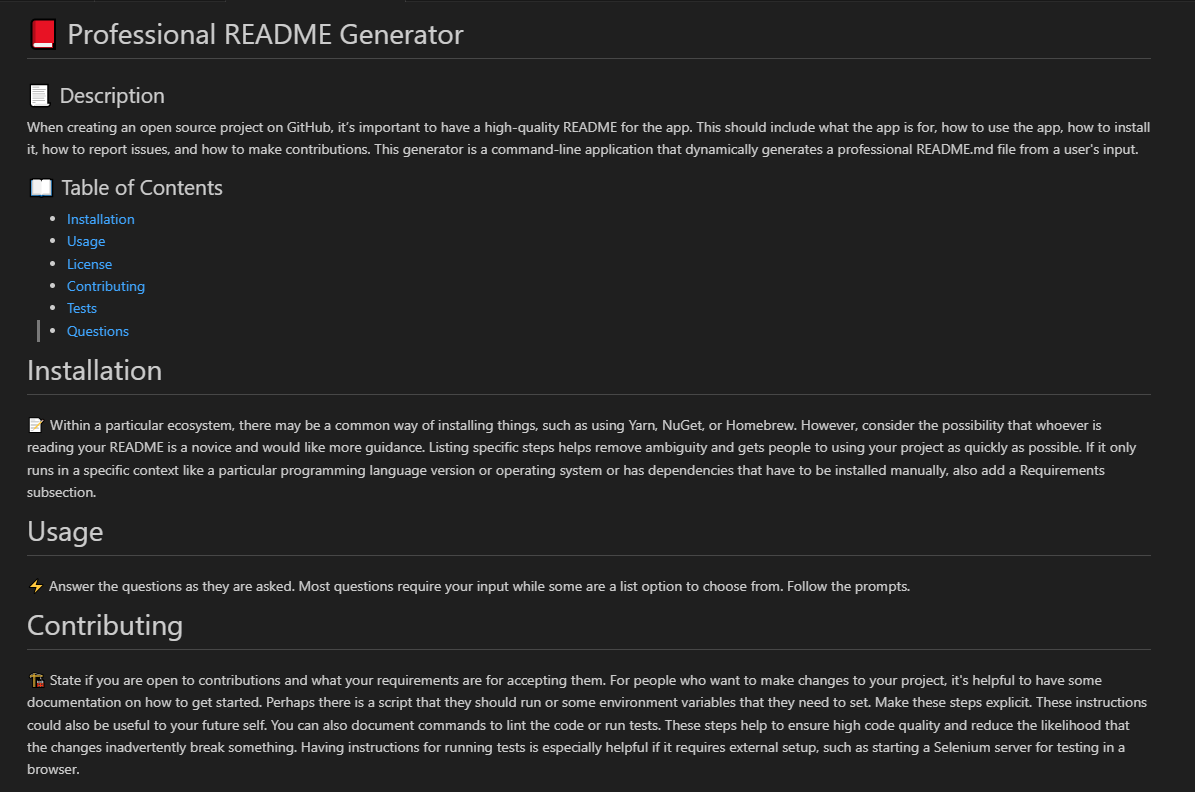 Professional README Generator
Description
When creating an open source project on GitHub, it’s important to have a high-quality README for the app. This should include what the app is for, how to use the app, how to install
it, how to report issues, and how to make contributions. This generator is a command-line application that dynamically generates a professional README.md file from a user's input.
Table of Contents
• Installation
• Usage
• License
• Contributing
• Tests
• Questions
Installation
Within a particular ecosystem, there may be a common way of installing things, such as using Yarn, NuGet, or Homebrew. However, consider the possibility that whoever is
reading your README is a novice and would like more guidance. Listing specific steps helps remove ambiguity and gets people to using your project as quickly as possible. If it only
runs in a specific context like a particular programming language version or operating system or has dependencies that have to be installed manually, also add a Requirements
subsection.
Usage
Answer the questions as they are asked. Most questions require your input while some are a list option to choose from. Follow the prompts.
Contributing
State if you are open to contributions and what your requirements are for accepting them. For people who want to make changes to your project, it's helpful to have some
documentation on how to get started. Perhaps there is a script that they should run or some environment variables that they need to set. Make these steps explicit. These instructions
could also be useful to your future self. You can also document commands to lint the code or run tests. These steps help to ensure high code quality and reduce the likelihood that
the changes inadvertently break something. Having instructions for running tests is especially helpful if it requires external setup, such as starting a Selenium server for testing in a
browser.